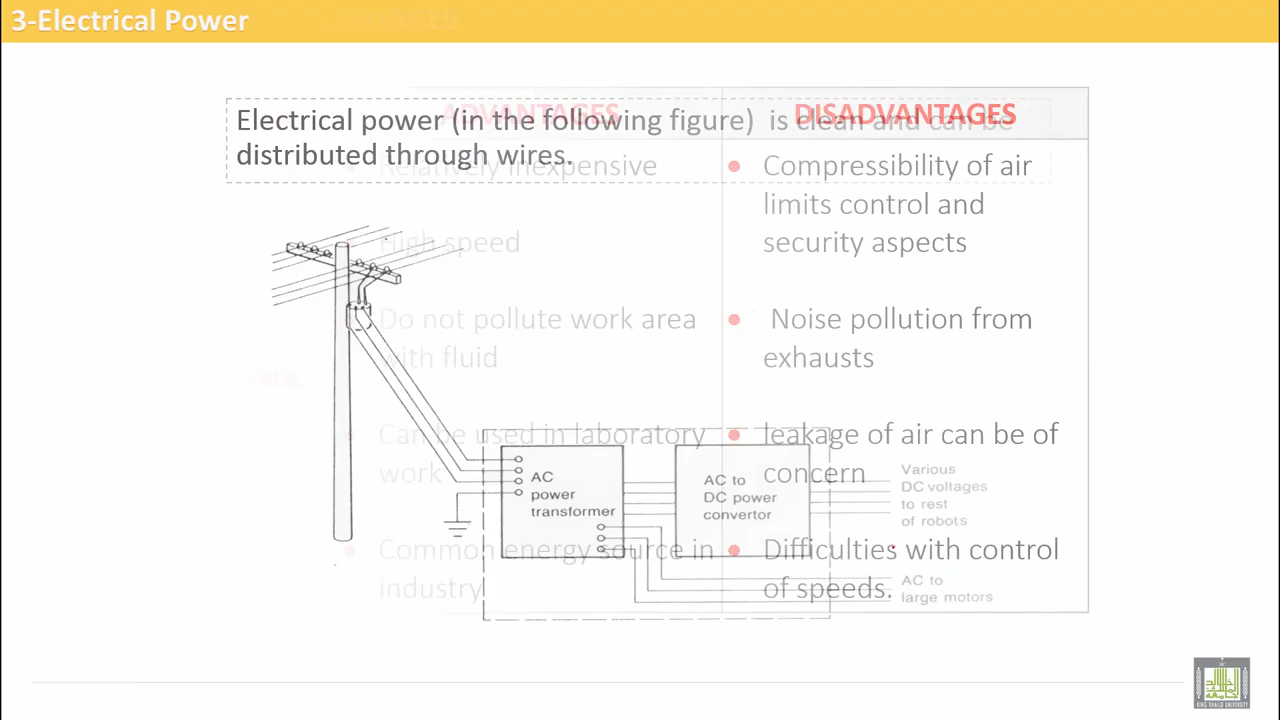 3-Electrical Power
ADVANTAGES
DISADVANTAGES
Electrical power (in the following figure) is clean and can be
distributed through wires.
Relatively inexpensive
High speed
Do not pollute work area
with fluid
Can be used in laboratory
work
Common energy source in
industry
Compressibility of air
limits control and
security aspects
Noise pollution from
exhausts
leakage of air can be of
concern
Difficulties with control
of speeds.
AC
power
transformer
AC to
DC power
convertor
Various
DC voltages
to rest
of robots
AC to
large motors
KING KHALID UNIVERSITY